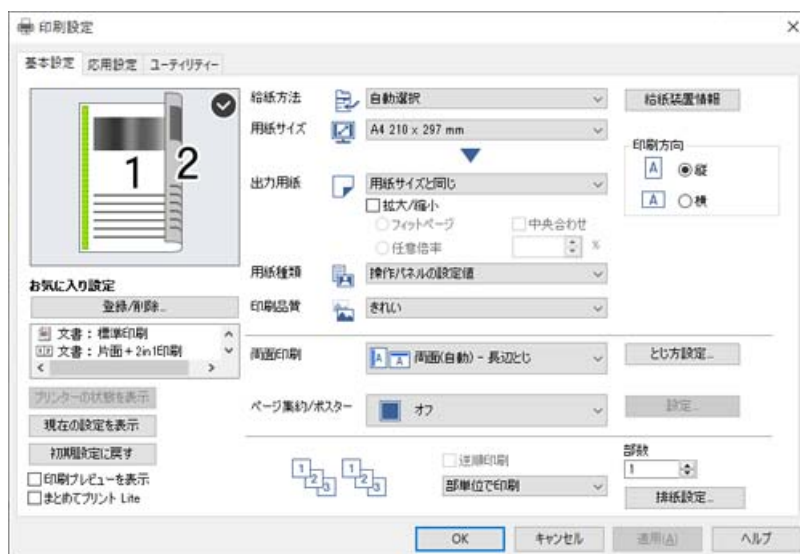 印刷設定
基本設定 応用設定 ユーティリティー
1 2
給紙方法 自動選択 給紙装置情報
用紙サイズ A4 210 x 297 mm
印刷方向
A 縦
A 横
出力用紙 用紙サイズと同じ
拡大/縮小
フィットページ 中央合わせ
任意倍率 %
用紙種類 操作パネルの設定値
印刷品質 きれい
お気に入り設定
登録/削除...
文書 : 標準印刷
文書 : 片面+2in1印刷
プリンターの状態を表示
現在の設定を表示
初期設定に戻す
印刷プレビューを表示
まとめてプリント Lite
両面印刷 A A 両面(自動) - 長辺とじ とじ方設定...
ページ集約/ポスター オフ 設定...
1 2 3 1 2 3
逆順印刷
部単位で印刷
部数
1
排紙設定...
OK キャンセル 適用(A) ヘルプ